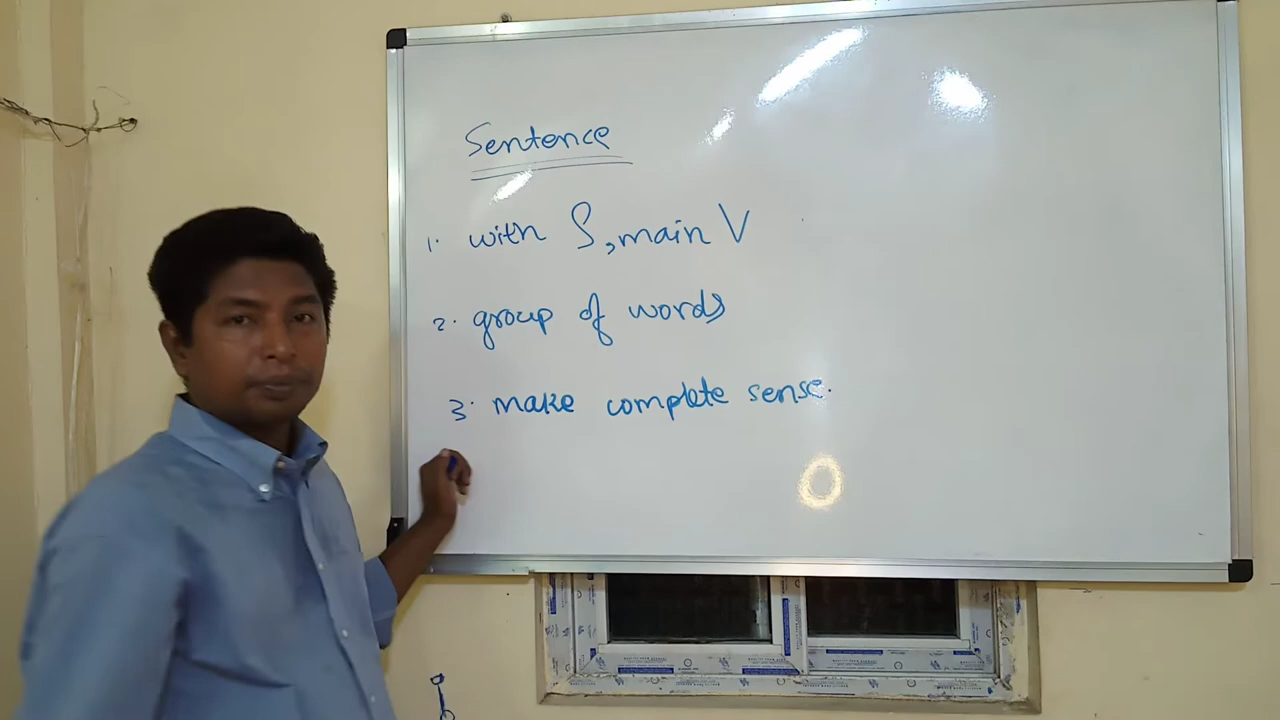 Sentence
1. with S, main V
2. group of words
3. make complete sense.